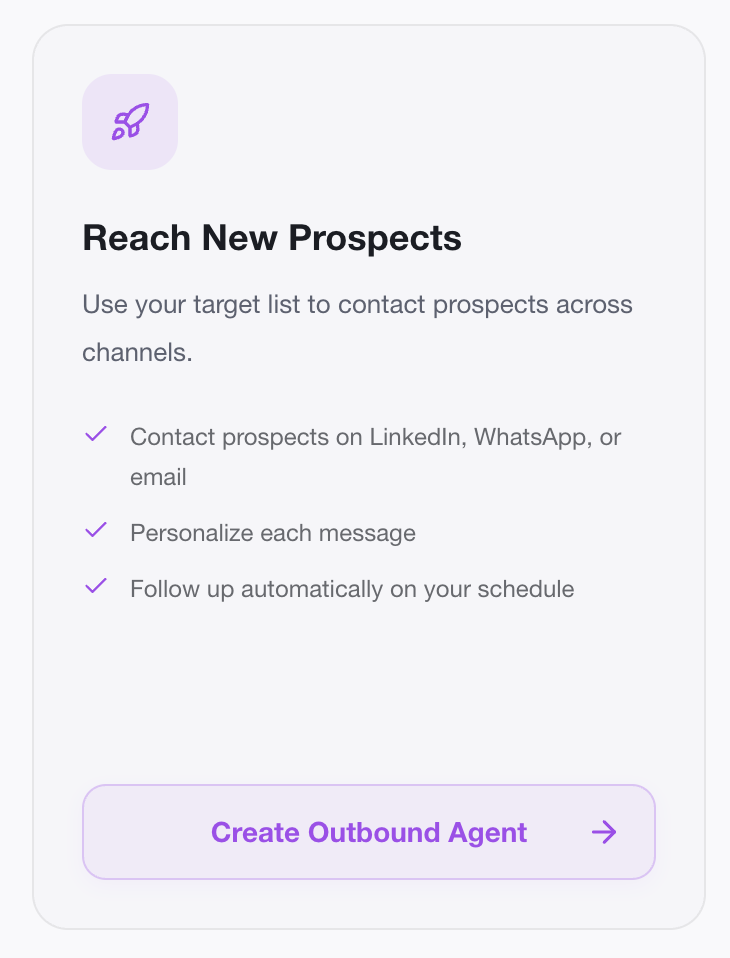 Reach New Prospects
Use your target list to contact prospects across
channels.
Contact prospects on LinkedIn, WhatsApp, or
email
Personalize each message
Follow up automatically on your schedule
Create Outbound Agent